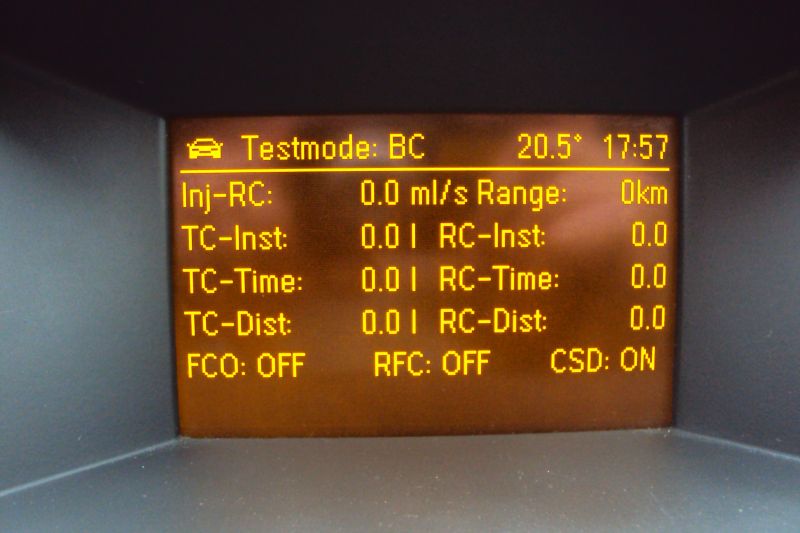 Testmode: BC 20.5° 17:57
Inj-RC: 0.0 ml/s Range: 0km
TC-Inst: 0.0 l RC-Inst: 0.0
TC-Time: 0.0 l RC-Time: 0.0
TC-Dist: 0.0 l RC-Dist: 0.0
FCO: OFF RFC: OFF CSD: ON